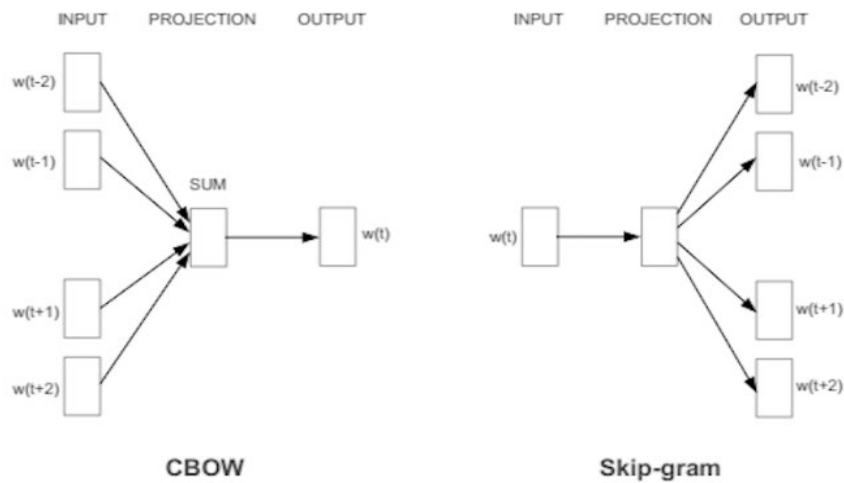 INPUT PROJECTION OUTPUT
w(t-2)
w(t-1)
SUM
w(t)
w(t+1)
w(t+2)
CBOW
INPUT PROJECTION OUTPUT
w(t-2)
w(t-1)
w(t)
w(t+1)
w(t+2)
Skip-gram